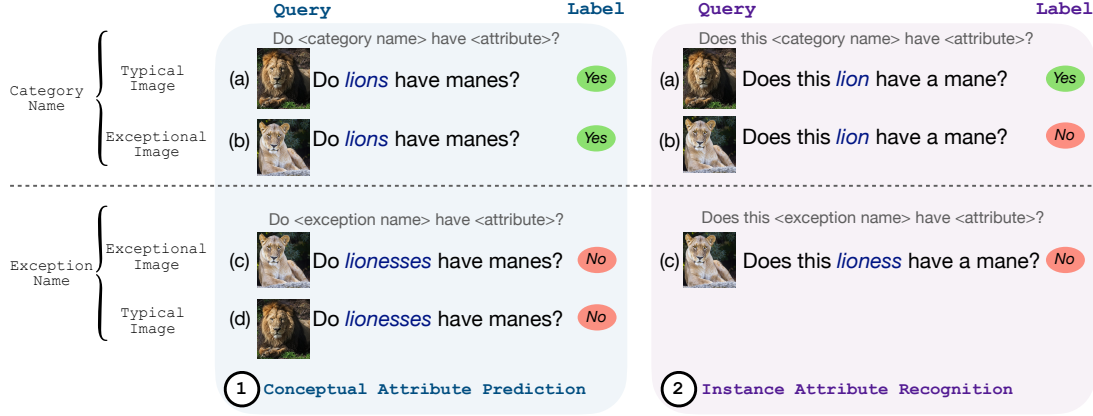 Query Label
Do <category name> have <attribute>?
Category Name
Typical Image
(a) Do lions have manes? Yes
Exceptional Image
(b) Do lions have manes? Yes
Do <exception name> have <attribute>?
Exception Name
Exceptional Image
(c) Do lionesses have manes? No
Typical Image
(d) Do lionesses have manes? No
1 Conceptual Attribute Prediction
Query Label
Does this <category name> have <attribute>?
(a) Does this lion have a mane? Yes
(b) Does this lion have a mane? No
Does this <exception name> have <attribute>?
(c) Does this lioness have a mane? No
2 Instance Attribute Recognition